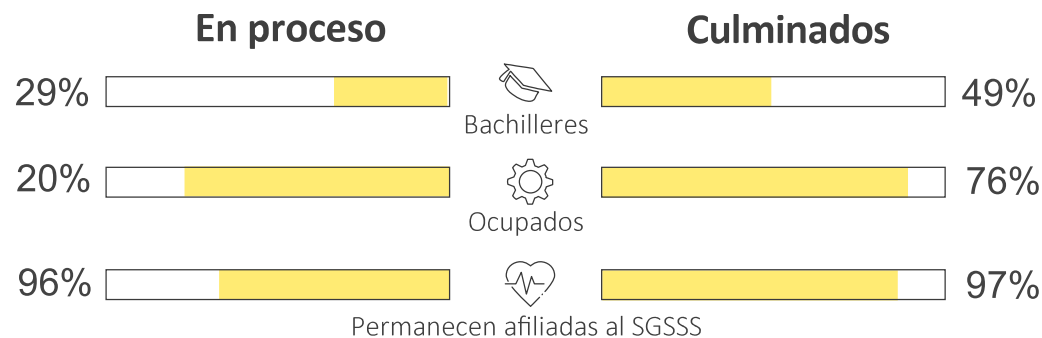 En proceso Culminados
29% 49%
Bachilleres
20% 76%
Ocupados
96% 97%
Permanecen afiliadas al SGSSS